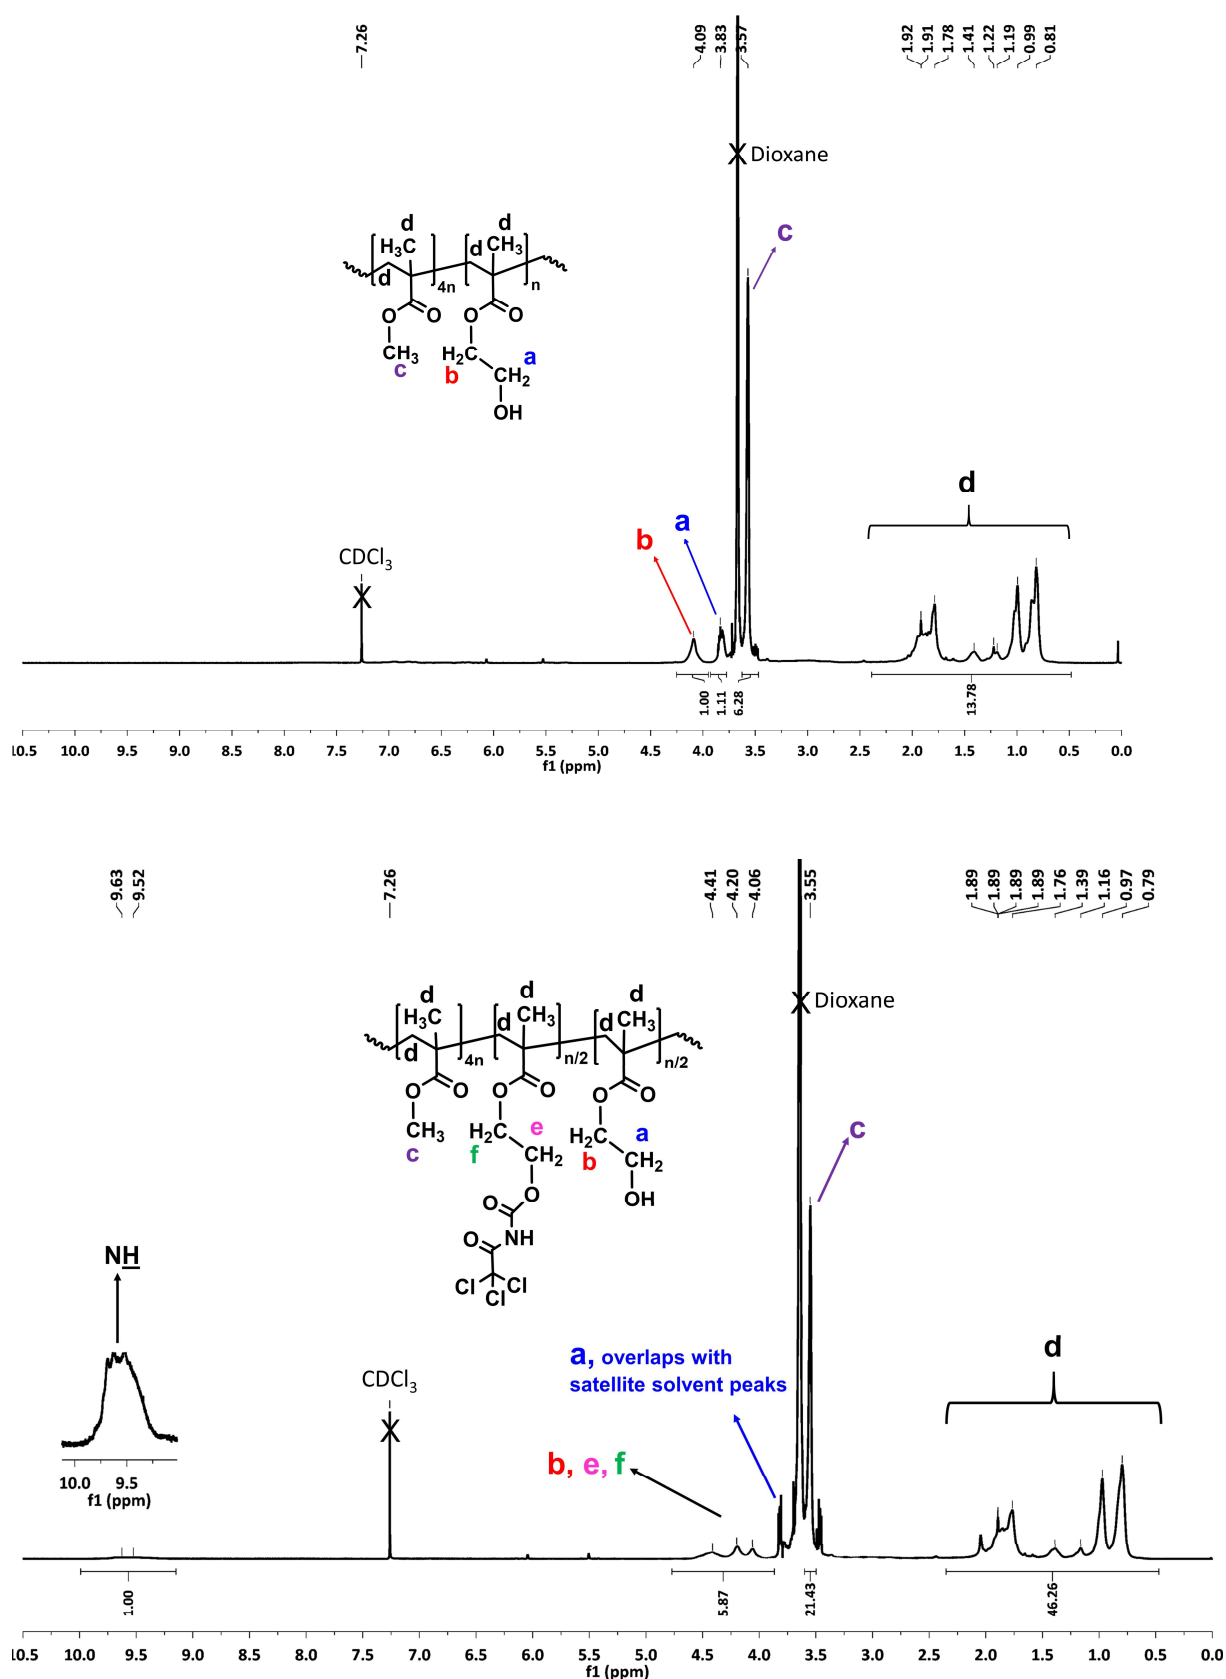 7.26
4.09
3.83
3.57
1.92
1.91
1.78
1.41
1.22
1.19
0.99
0.81
Dioxane
c
d d
H₃C d CH₃
d 4n n
O O O O
CH₃ H₂C a
c b CH₂
OH
d
a
b
CDCl₃
1.00
1.11
6.28
13.78
10.5 10.0 9.5 9.0 8.5 8.0 7.5 7.0 6.5 6.0 5.5 5.0 4.5 4.0 3.5 3.0 2.5 2.0 1.5 1.0 0.5 0.0
f1 (ppm)
9.63
9.52
7.26
4.41
4.20
4.06
3.55
1.89
1.89
1.89
1.89
1.76
1.39
1.16
0.97
0.79
Dioxane
d d d
H₃C d CH₃ d CH₃
d 4n n/2 n/2
O O O O O O
CH₃ H₂C e H₂C a
c f CH₂ b CH₂
O OH
O
O NH
Cl Cl
Cl
c
NH
10.0 9.5
f1 (ppm)
CDCl₃
a, overlaps with
satellite solvent peaks
b, e, f
d
1.00
5.87
21.43
46.26
10.5 10.0 9.5 9.0 8.5 8.0 7.5 7.0 6.5 6.0 5.5 5.0 4.5 4.0 3.5 3.0 2.5 2.0 1.5 1.0 0.5 0.0
f1 (ppm)